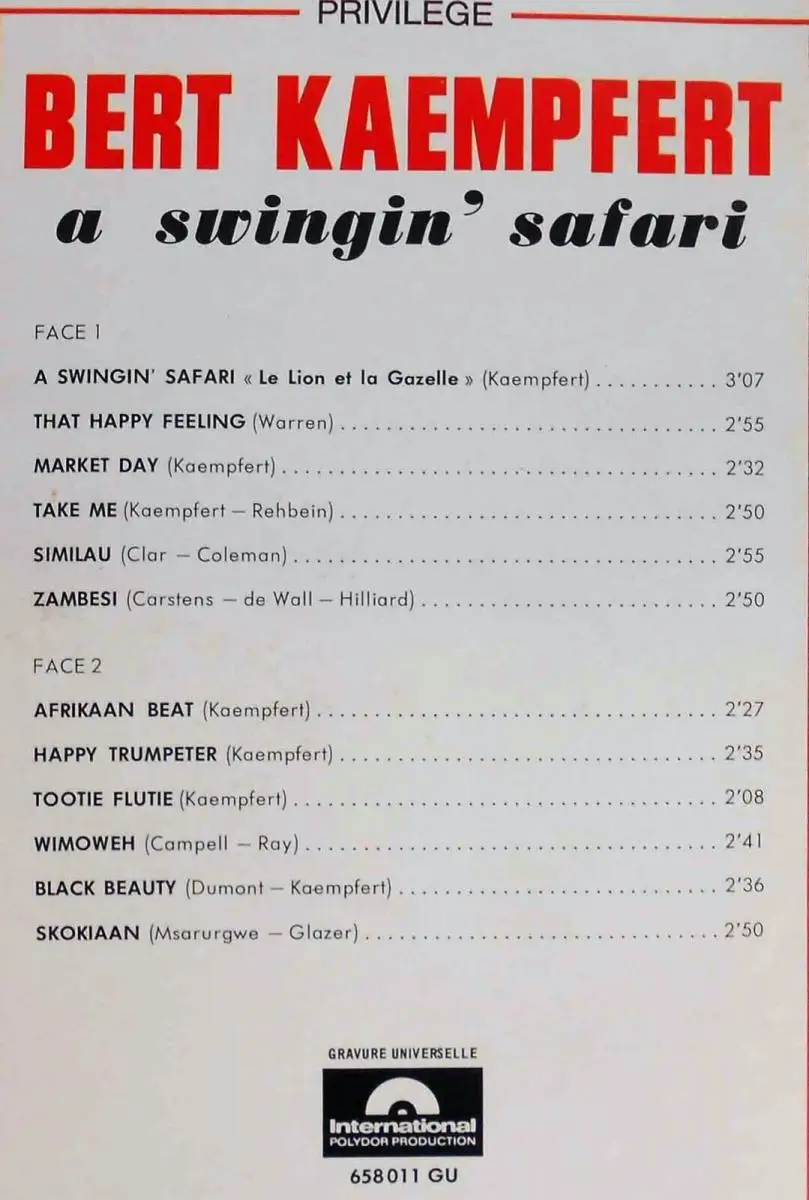 PRIVILEGE
BERT KAEMPFERT
a swingin' safari
FACE 1
A SWINGIN' SAFARI « Le Lion et la Gazelle » (Kaempfert) ........... 3'07
THAT HAPPY FEELING (Warren) ................................. 2'55
MARKET DAY (Kaempfert) ...................................... 2'32
TAKE ME (Kaempfert – Rehbein) ................................. 2'50
SIMILAU (Clar – Coleman) ..................................... 2'55
ZAMBESI (Carstens – de Wall – Hilliard) .......................... 2'50
FACE 2
AFRIKAAN BEAT (Kaempfert) ................................... 2'27
HAPPY TRUMPETER (Kaempfert) ................................. 2'35
TOOTIE FLUTIE (Kaempfert) ..................................... 2'08
WIMOWEH (Campell – Ray) .................................... 2'41
BLACK BEAUTY (Dumont – Kaempfert) ............................ 2'36
SKOKIAAN (Msarurgwe – Glazer) ............................... 2'50
GRAVURE UNIVERSELLE
International
POLYDOR PRODUCTION
658011 GU